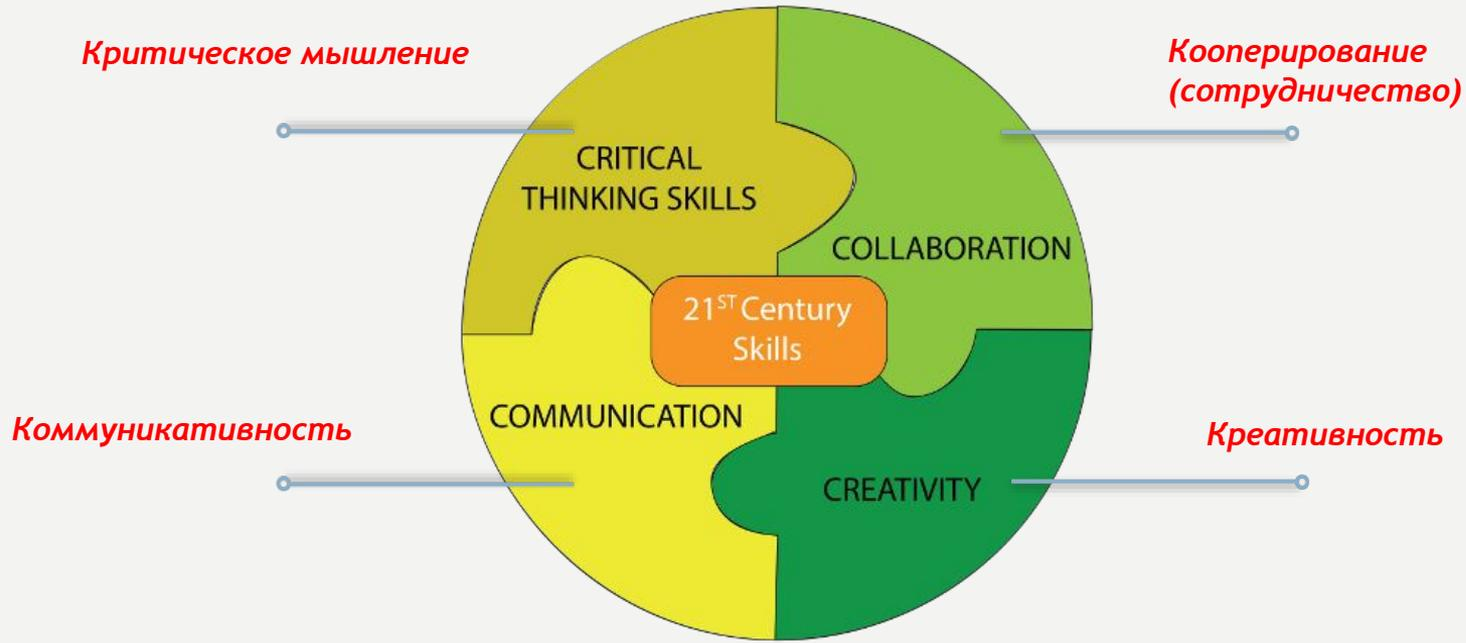 Критическое мышление
Кооперирование
(сотрудничество)
CRITICAL
THINKING SKILLS
COLLABORATION
21ST Century
Skills
COMMUNICATION
Коммуникативность
CREATIVITY
Креативность